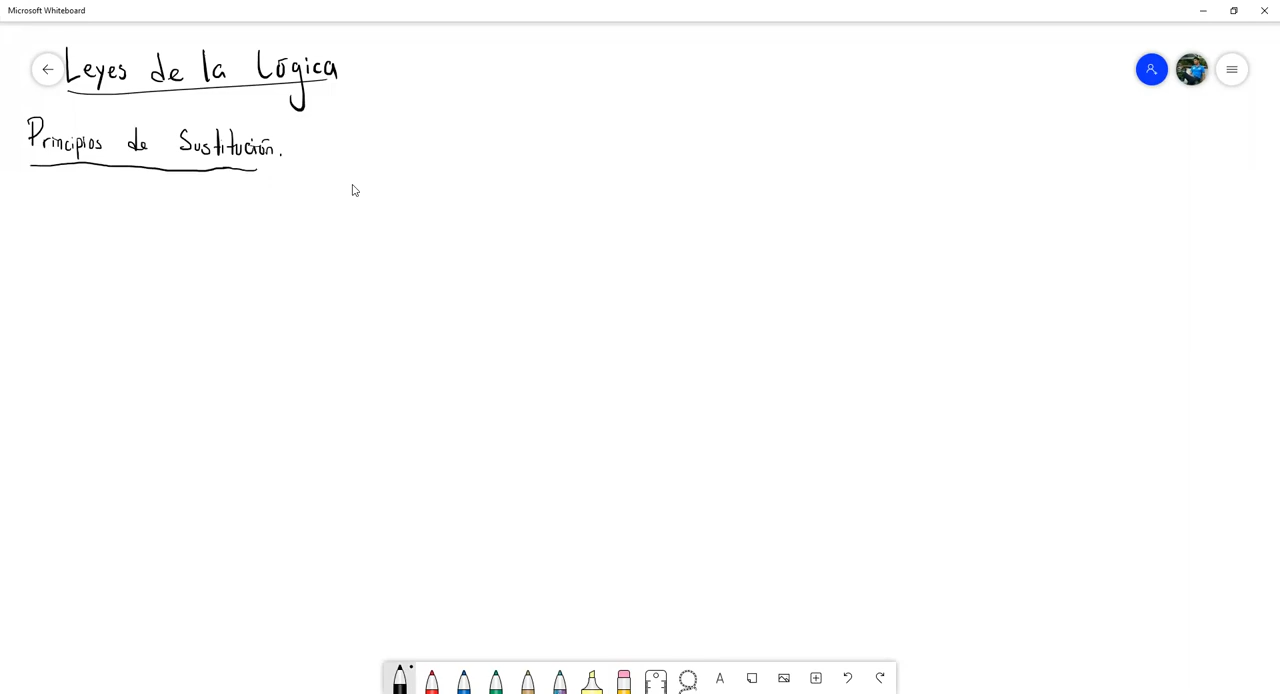 Microsoft Whiteboard
Leyes de la Lógica
Principios de Sustitución.
A